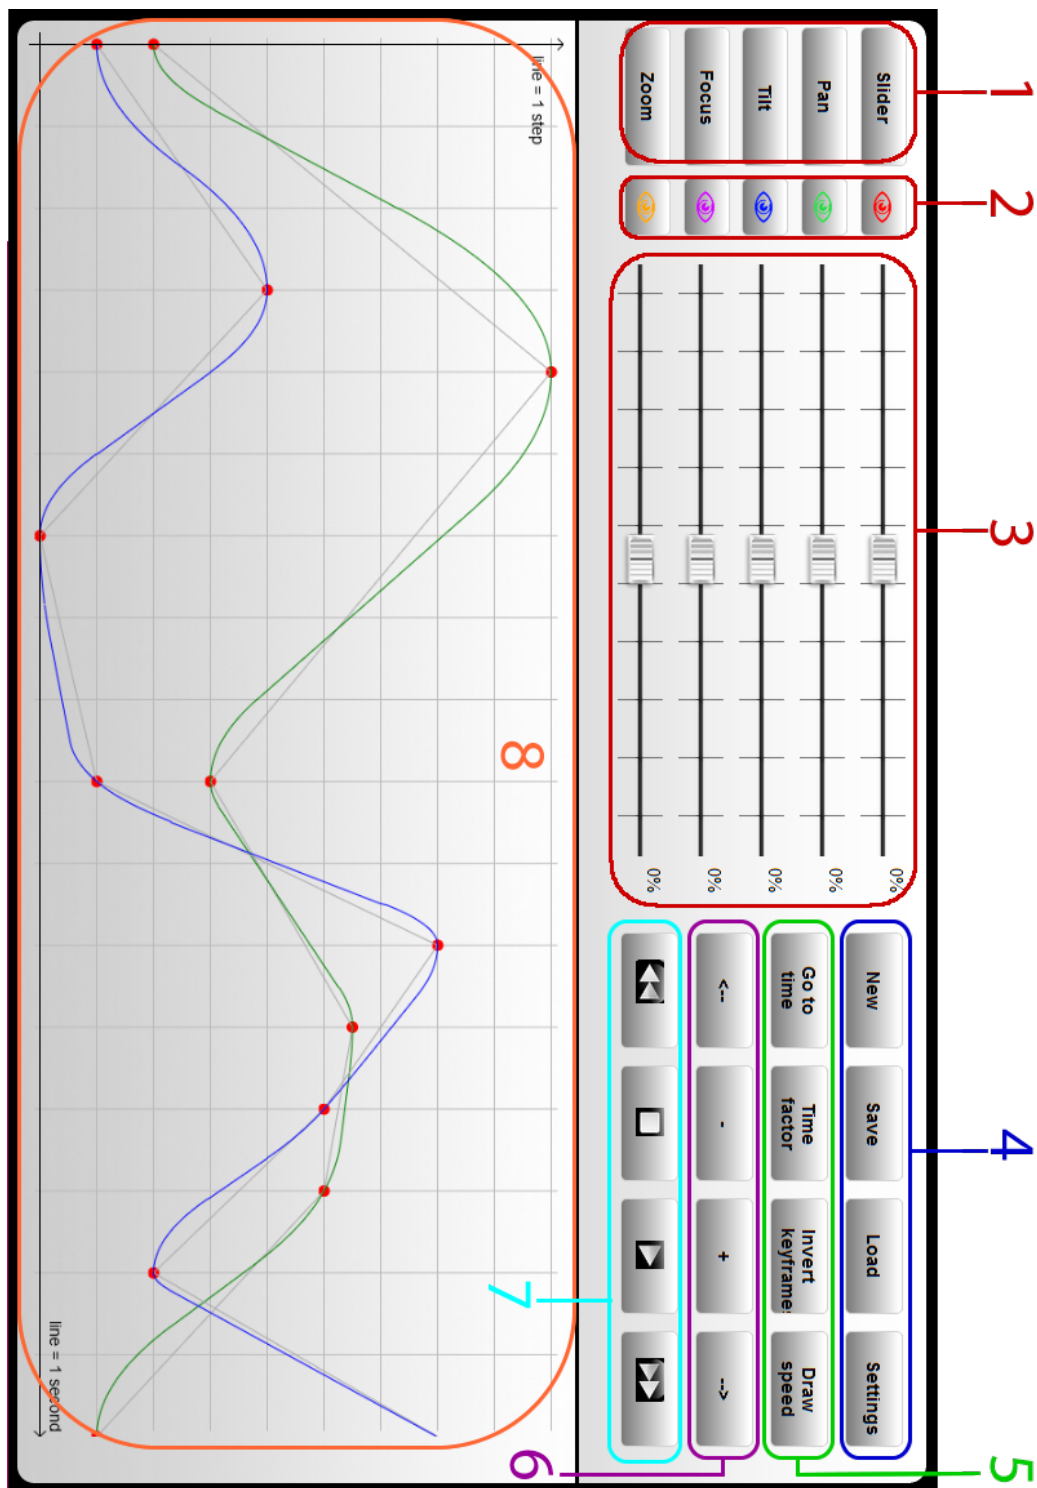 1
2
3
4
5
Slider
0%
New
Save
Load
Settings
Pan
0%
Go to
time
Time
factor
Invert
keyframes
Draw
speed
Tilt
0%
<--
-
+
-->
Focus
0%
Zoom
0%
6
7
8
line = 1 step
line = 1 second